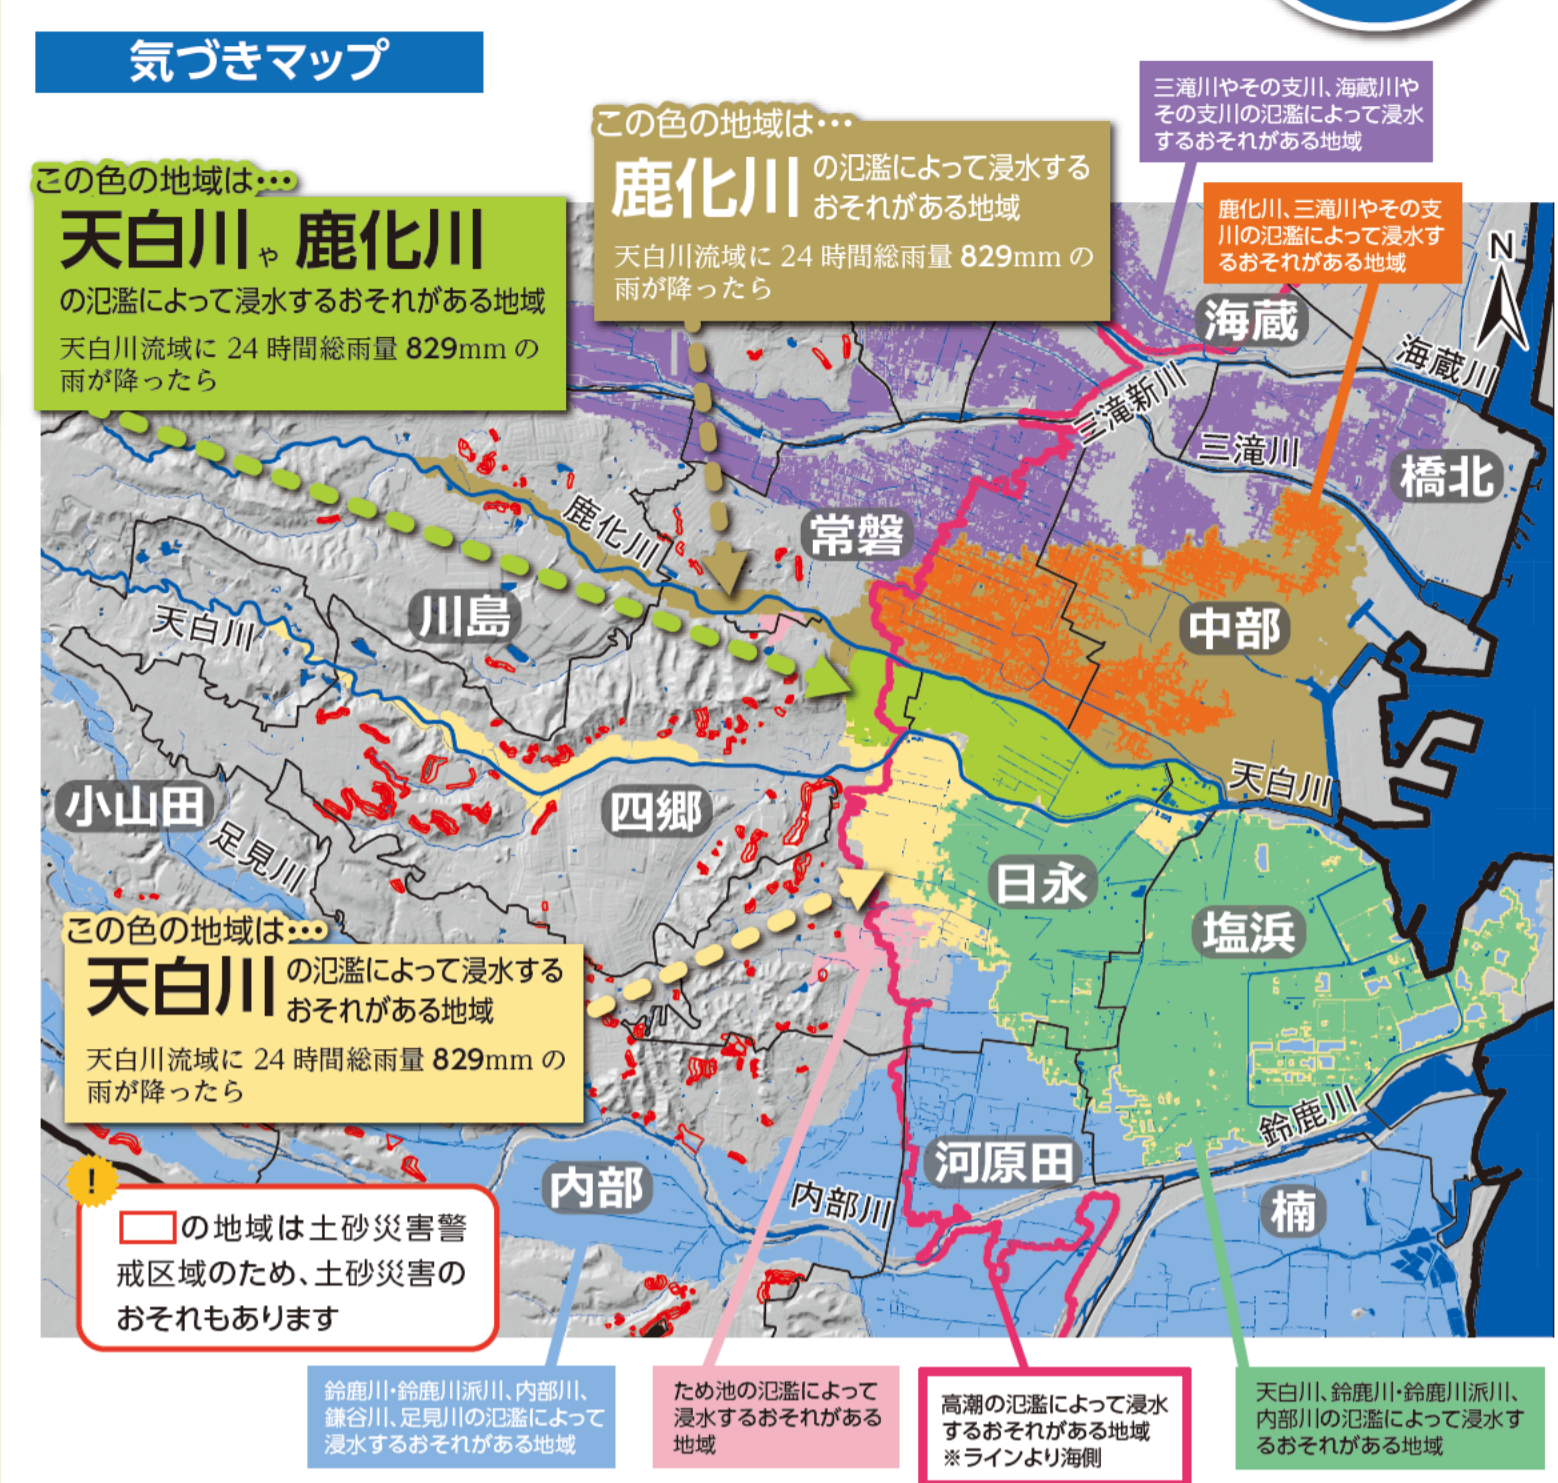 気づきマップ
この色の地域は…
天白川や鹿化川
の氾濫によって浸水するおそれがある地域
天白川流域に 24 時間総雨量 829mm の
雨が降ったら
この色の地域は…
鹿化川の氾濫によって浸水する
おそれがある地域
天白川流域に 24 時間総雨量 829mm の
雨が降ったら
三滝川やその支川、海蔵川や
その支川の氾濫によって浸水
するおそれがある地域
鹿化川、三滝川やその支
川の氾濫によって浸水す
るおそれがある地域
N
海蔵
海蔵川
三滝新川
三滝川
橋北
常磐
鹿化川
川島
天白川
中部
小山田
足見川
四郷
天白川
日永
塩浜
この色の地域は…
天白川の氾濫によって浸水する
おそれがある地域
天白川流域に 24 時間総雨量 829mm の
雨が降ったら
鈴鹿川
河原田
内部
内部川
楠
!
の地域は土砂災害警
戒区域のため、土砂災害の
おそれもあります
鈴鹿川・鈴鹿川派川、内部川、
鎌谷川、足見川の氾濫によって
浸水するおそれがある地域
ため池の氾濫によって
浸水するおそれがある
地域
高潮の氾濫によって浸水
するおそれがある地域
※ラインより海側
天白川、鈴鹿川・鈴鹿川派川、
内部川の氾濫によって浸水す
るおそれがある地域